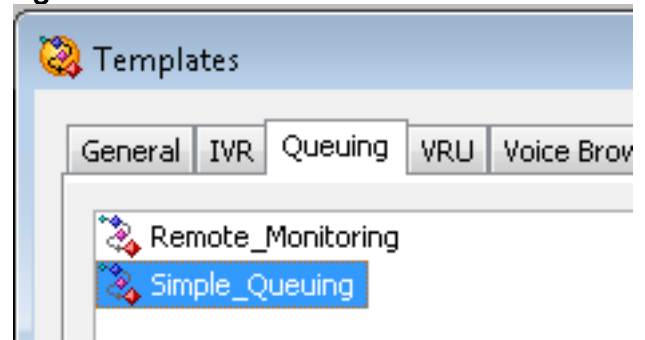 Templates
General IVR Queuing VRU Voice Brow
Remote_Monitoring
Simple_Queuing